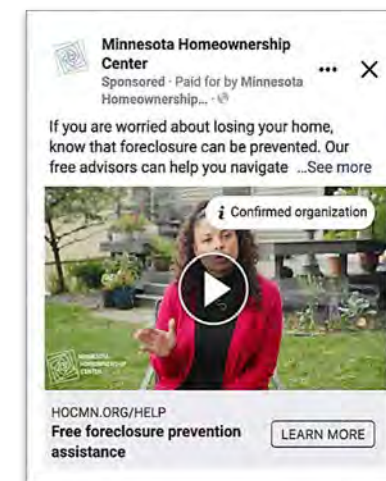 Minnesota Homeownership
Center
Sponsored · Paid for by Minnesota
Homeownership... ·
If you are worried about losing your home,
know that foreclosure can be prevented. Our
free advisors can help you navigate ...See more
i Confirmed organization
MINNESOTA
HOMEOWNERSHIP
CENTER
HOCMN.ORG/HELP
Free foreclosure prevention
assistance
LEARN MORE